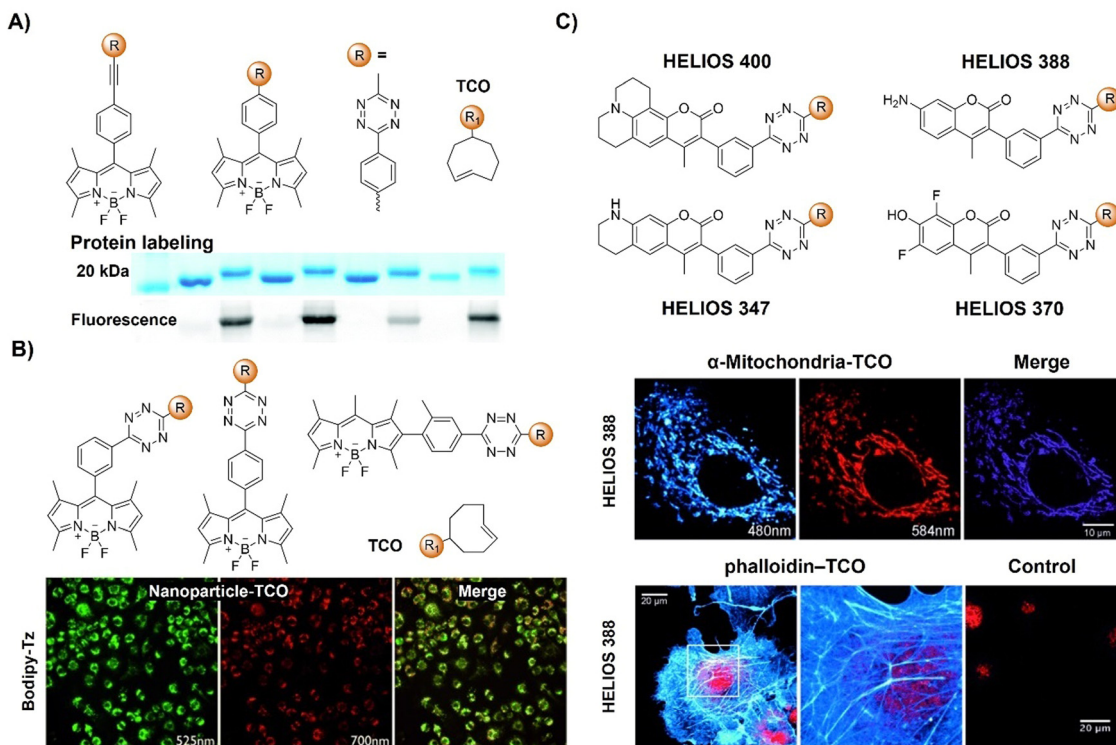 A)
R
R
R =
TCO
R1
N N
N N
N B N
+ -
F F
N B N
+ -
F F
Protein labeling
20 kDa
Fluorescence
B)
R
R
N N
N N
N N
N N
N N
N N
R
N B N
+ -
F F
N B N
+ -
F F
N B N
+ -
F F
TCO
R1
Nanoparticle-TCO
Merge
Bodipy-Tz
525nm
700nm
C)
HELIOS 400
HELIOS 388
N
O
O
N N
N N
R
H2N
O
O
N N
N N
R
H
N
O
O
N N
N N
R
F
HO
F
O
O
N N
N N
R
HELIOS 347
HELIOS 370
α-Mitochondria-TCO
Merge
HELIOS 388
480nm
584nm
10 μm
phalloidin–TCO
Control
HELIOS 388
20 μm
20 μm